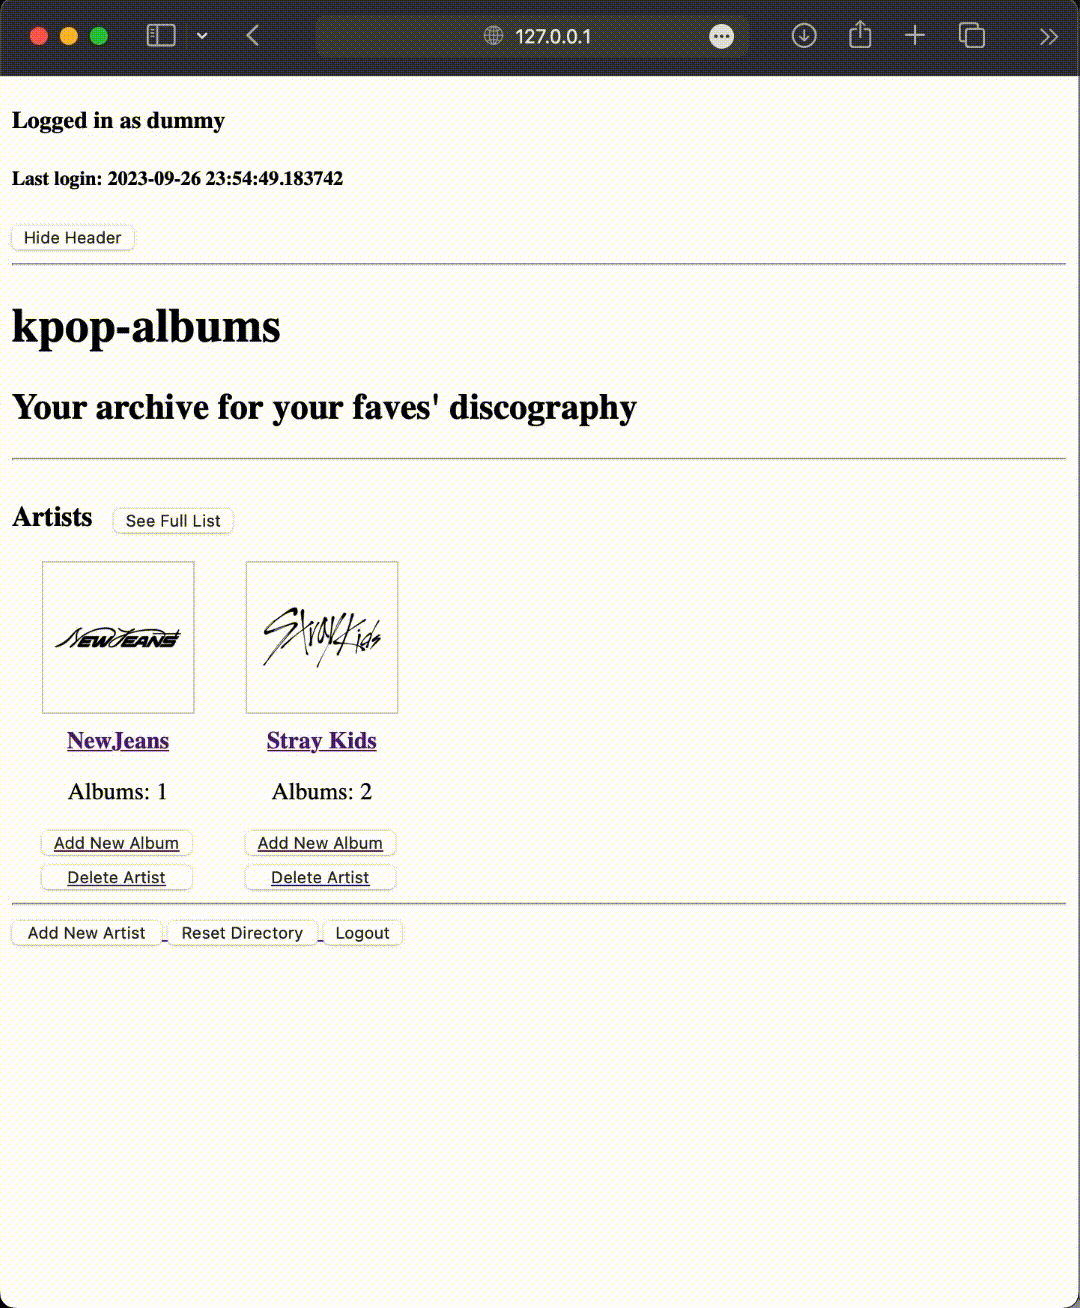 127.0.0.1
Logged in as dummy
Last login: 2023-09-26 23:54:49.183742
Hide Header
kpop-albums
Your archive for your faves' discography
Artists See Full List
NEWJEANS StrayKids
NewJeans Stray Kids
Albums: 1 Albums: 2
Add New Album Add New Album
Delete Artist Delete Artist
Add New Artist Reset Directory Logout